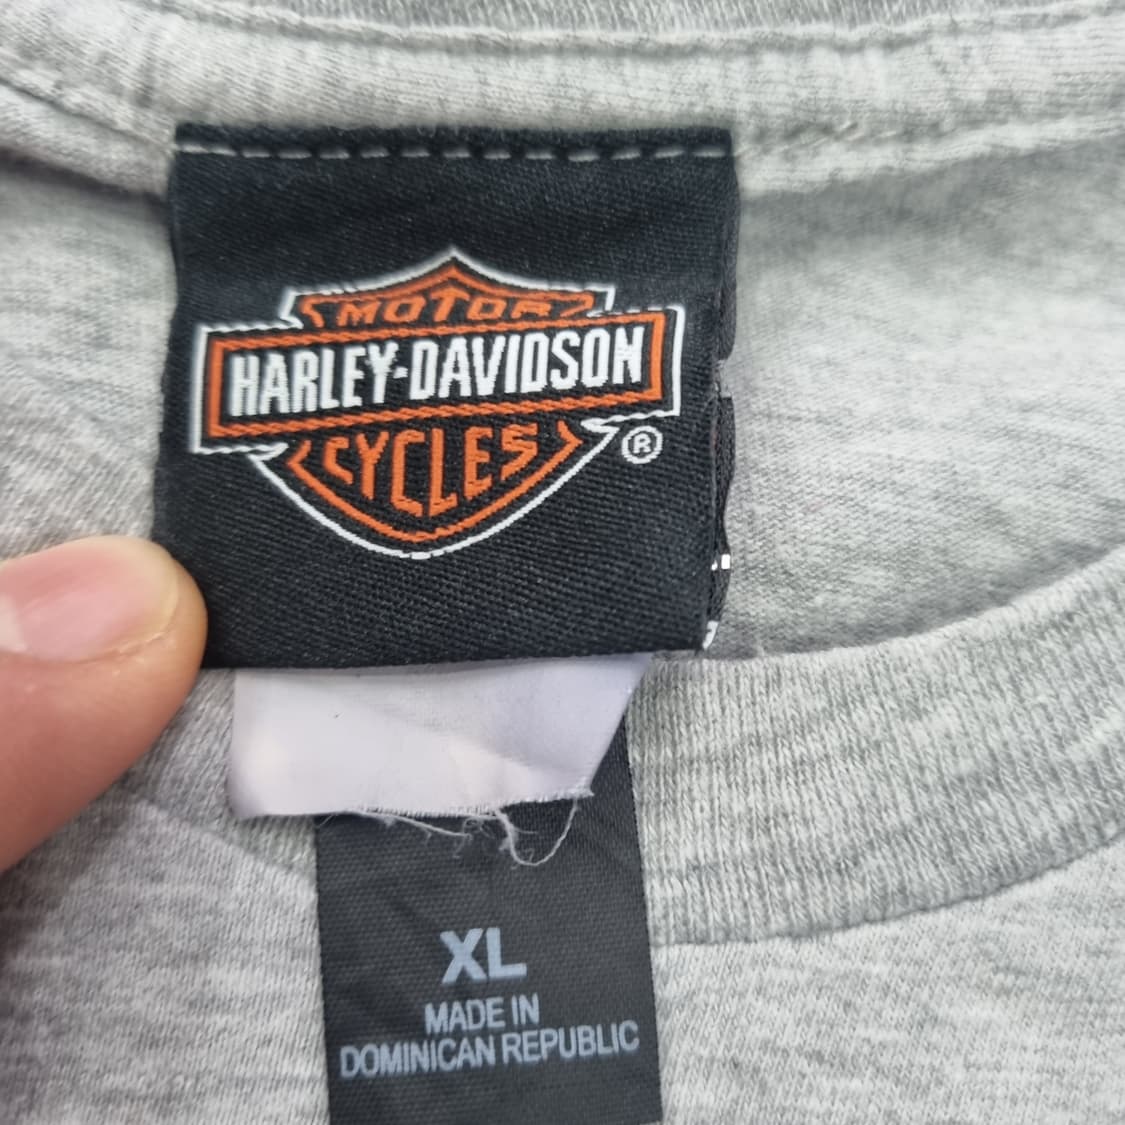 MOTOR
HARLEY-DAVIDSON
CYCLES ®
XL
MADE IN
DOMINICAN REPUBLIC